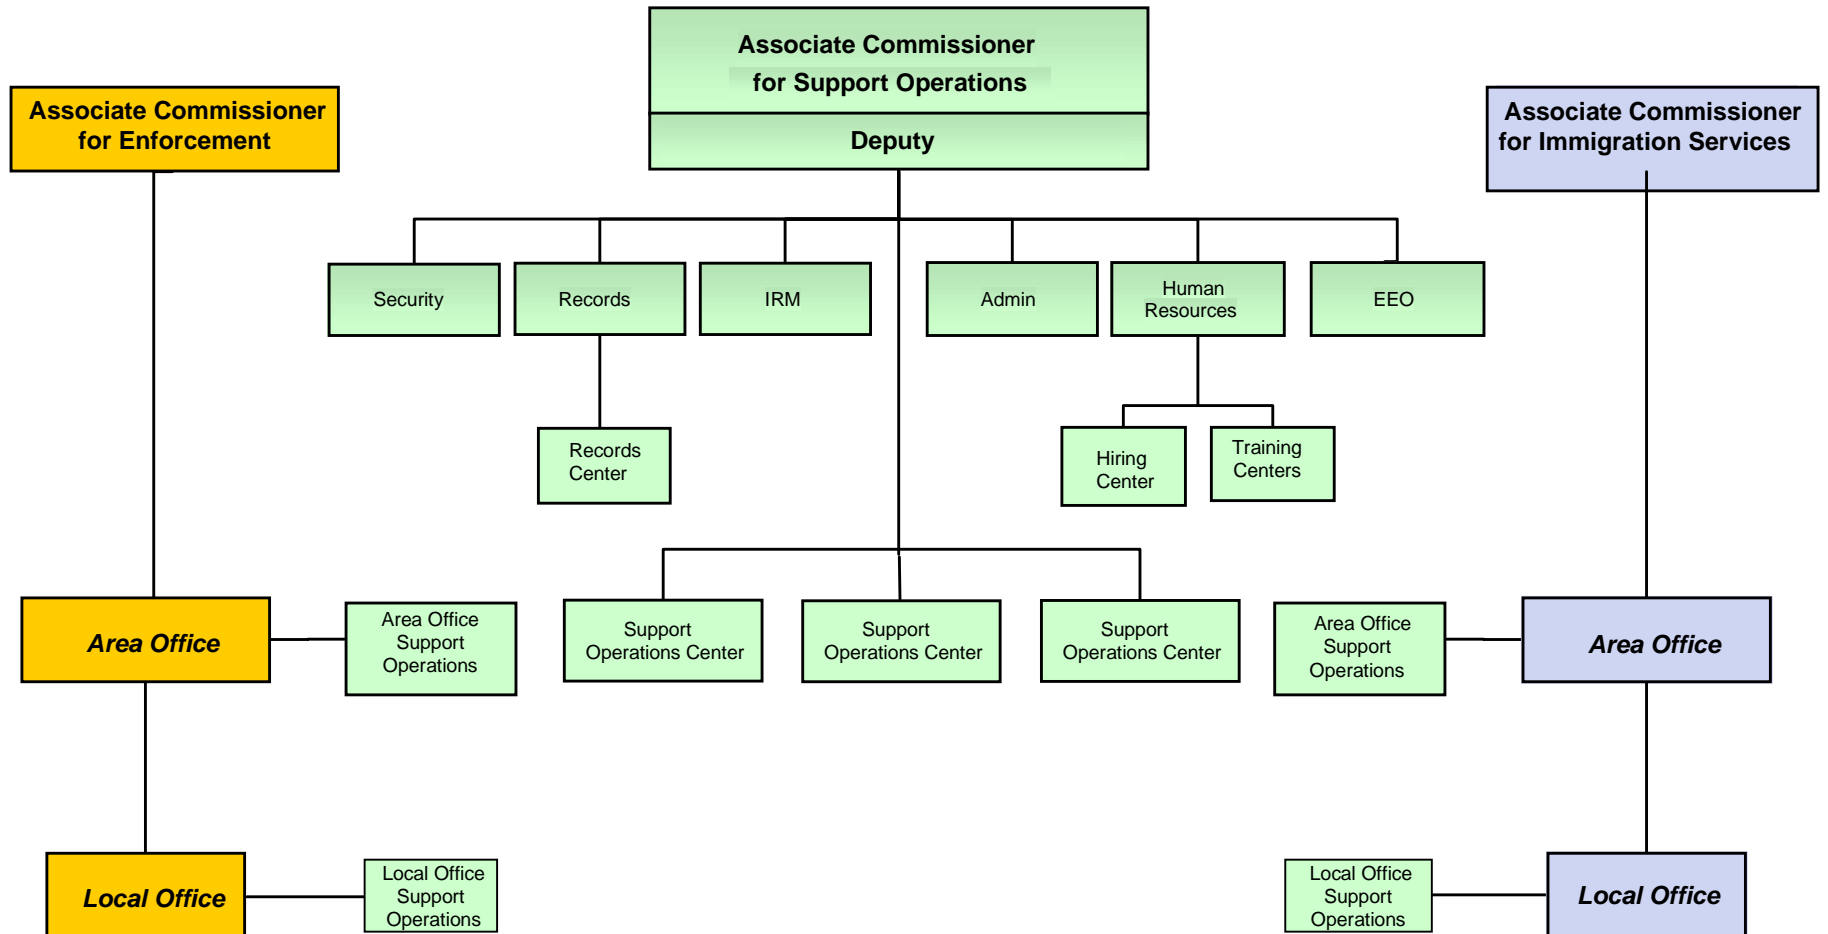 Associate Commissioner
for Support Operations
Deputy
Associate Commissioner
for Enforcement
Associate Commissioner
for Immigration Services
Security
Records
IRM
Admin
Human
Resources
EEO
Records
Center
Hiring
Center
Training
Centers
Area Office
Area Office
Support
Operations
Support
Operations Center
Support
Operations Center
Support
Operations Center
Area Office
Support
Operations
Area Office
Local Office
Local Office
Support
Operations
Local Office
Support
Operations
Local Office